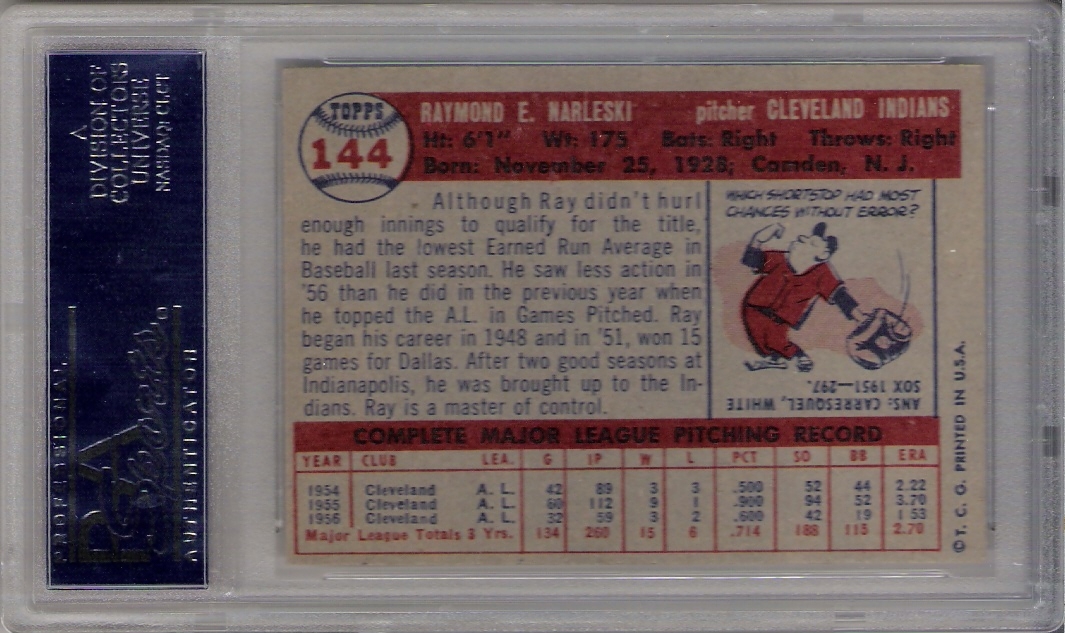 A
DIVISION OF
COLLECTORS
UNIVERSE
NASDAQ: CLCT
PROFESSIONAL
PSA
AUTHENTICATOR
TOPPS
144
RAYMOND E. NARLESKI pitcher CLEVELAND INDIANS
Ht: 6'1" Wt: 175 Bats: Right Throws: Right
Born: November 25, 1928; Camden, N. J.
Although Ray didn't hurl
enough innings to qualify for the title,
he had the lowest Earned Run Average in
Baseball last season. He saw less action in
'56 than he did in the previous year when
he topped the A.L. in Games Pitched. Ray
began his career in 1948 and in '51, won 15
games for Dallas. After two good seasons at
Indianapolis, he was brought up to the In-
dians. Ray is a master of control.
WHICH SHORTSTOP HAD MOST
CHANCES WITHOUT ERROR?
ANS: CARRESQUEL, WHITE
SOX 1951—297.
COMPLETE MAJOR LEAGUE PITCHING RECORD
YEAR CLUB LEA. G IP W L PCT SO BB ERA
1954 Cleveland A. L. 42 89 3 3 .500 52 44 2.22
1955 Cleveland A. L. 60 112 9 1 .900 94 52 3.70
1956 Cleveland A. L. 32 59 3 2 .600 42 19 1 53
Major League Totals 3 Yrs. 134 260 15 6 .714 188 115 2.70
© T. C. G. PRINTED IN U.S.A.